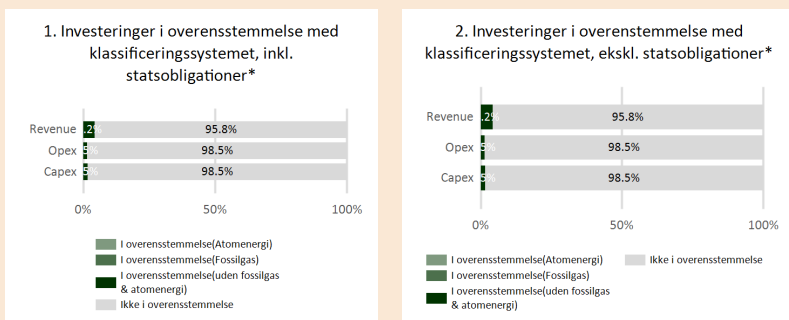 1. Investeringer i overensstemmelse med
klassificeringssystemet, inkl.
statsobligationer*
Revenue
95.8%
Opex
98.5%
Capex
98.5%
0%
50%
100%
I overensstemmelse(Atomenergi)
I overensstemmelse(Fossilgas)
I overensstemmelse(uden fossilgas
& atomenergi)
Ikke i overensstemmelse
2. Investeringer i overenstemmelse med
klassificeringssystemet, ekskl. statsobligationer*
Revenue
95.8%
Opex
98.5%
Capex
98.5%
0%
50%
100%
I overensstemmelse(Atomenergi)
Ikke i overensstemmelse
I overensstemmelse(Fossilgas)
I overensstemmelse(uden fossilgas
& atomenergi)